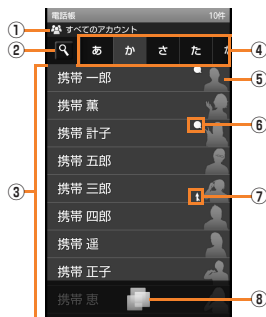 電話帳 10件
① すべてのアカウント
② あ か さ た ④
携帯 一郎 ⑤
携帯 薫 ⑥
携帯 計子
③ 携帯 五郎
携帯 三郎 t ⑦
携帯 四郎
携帯 遥
携帯 正子
携帯 恵 ⑧